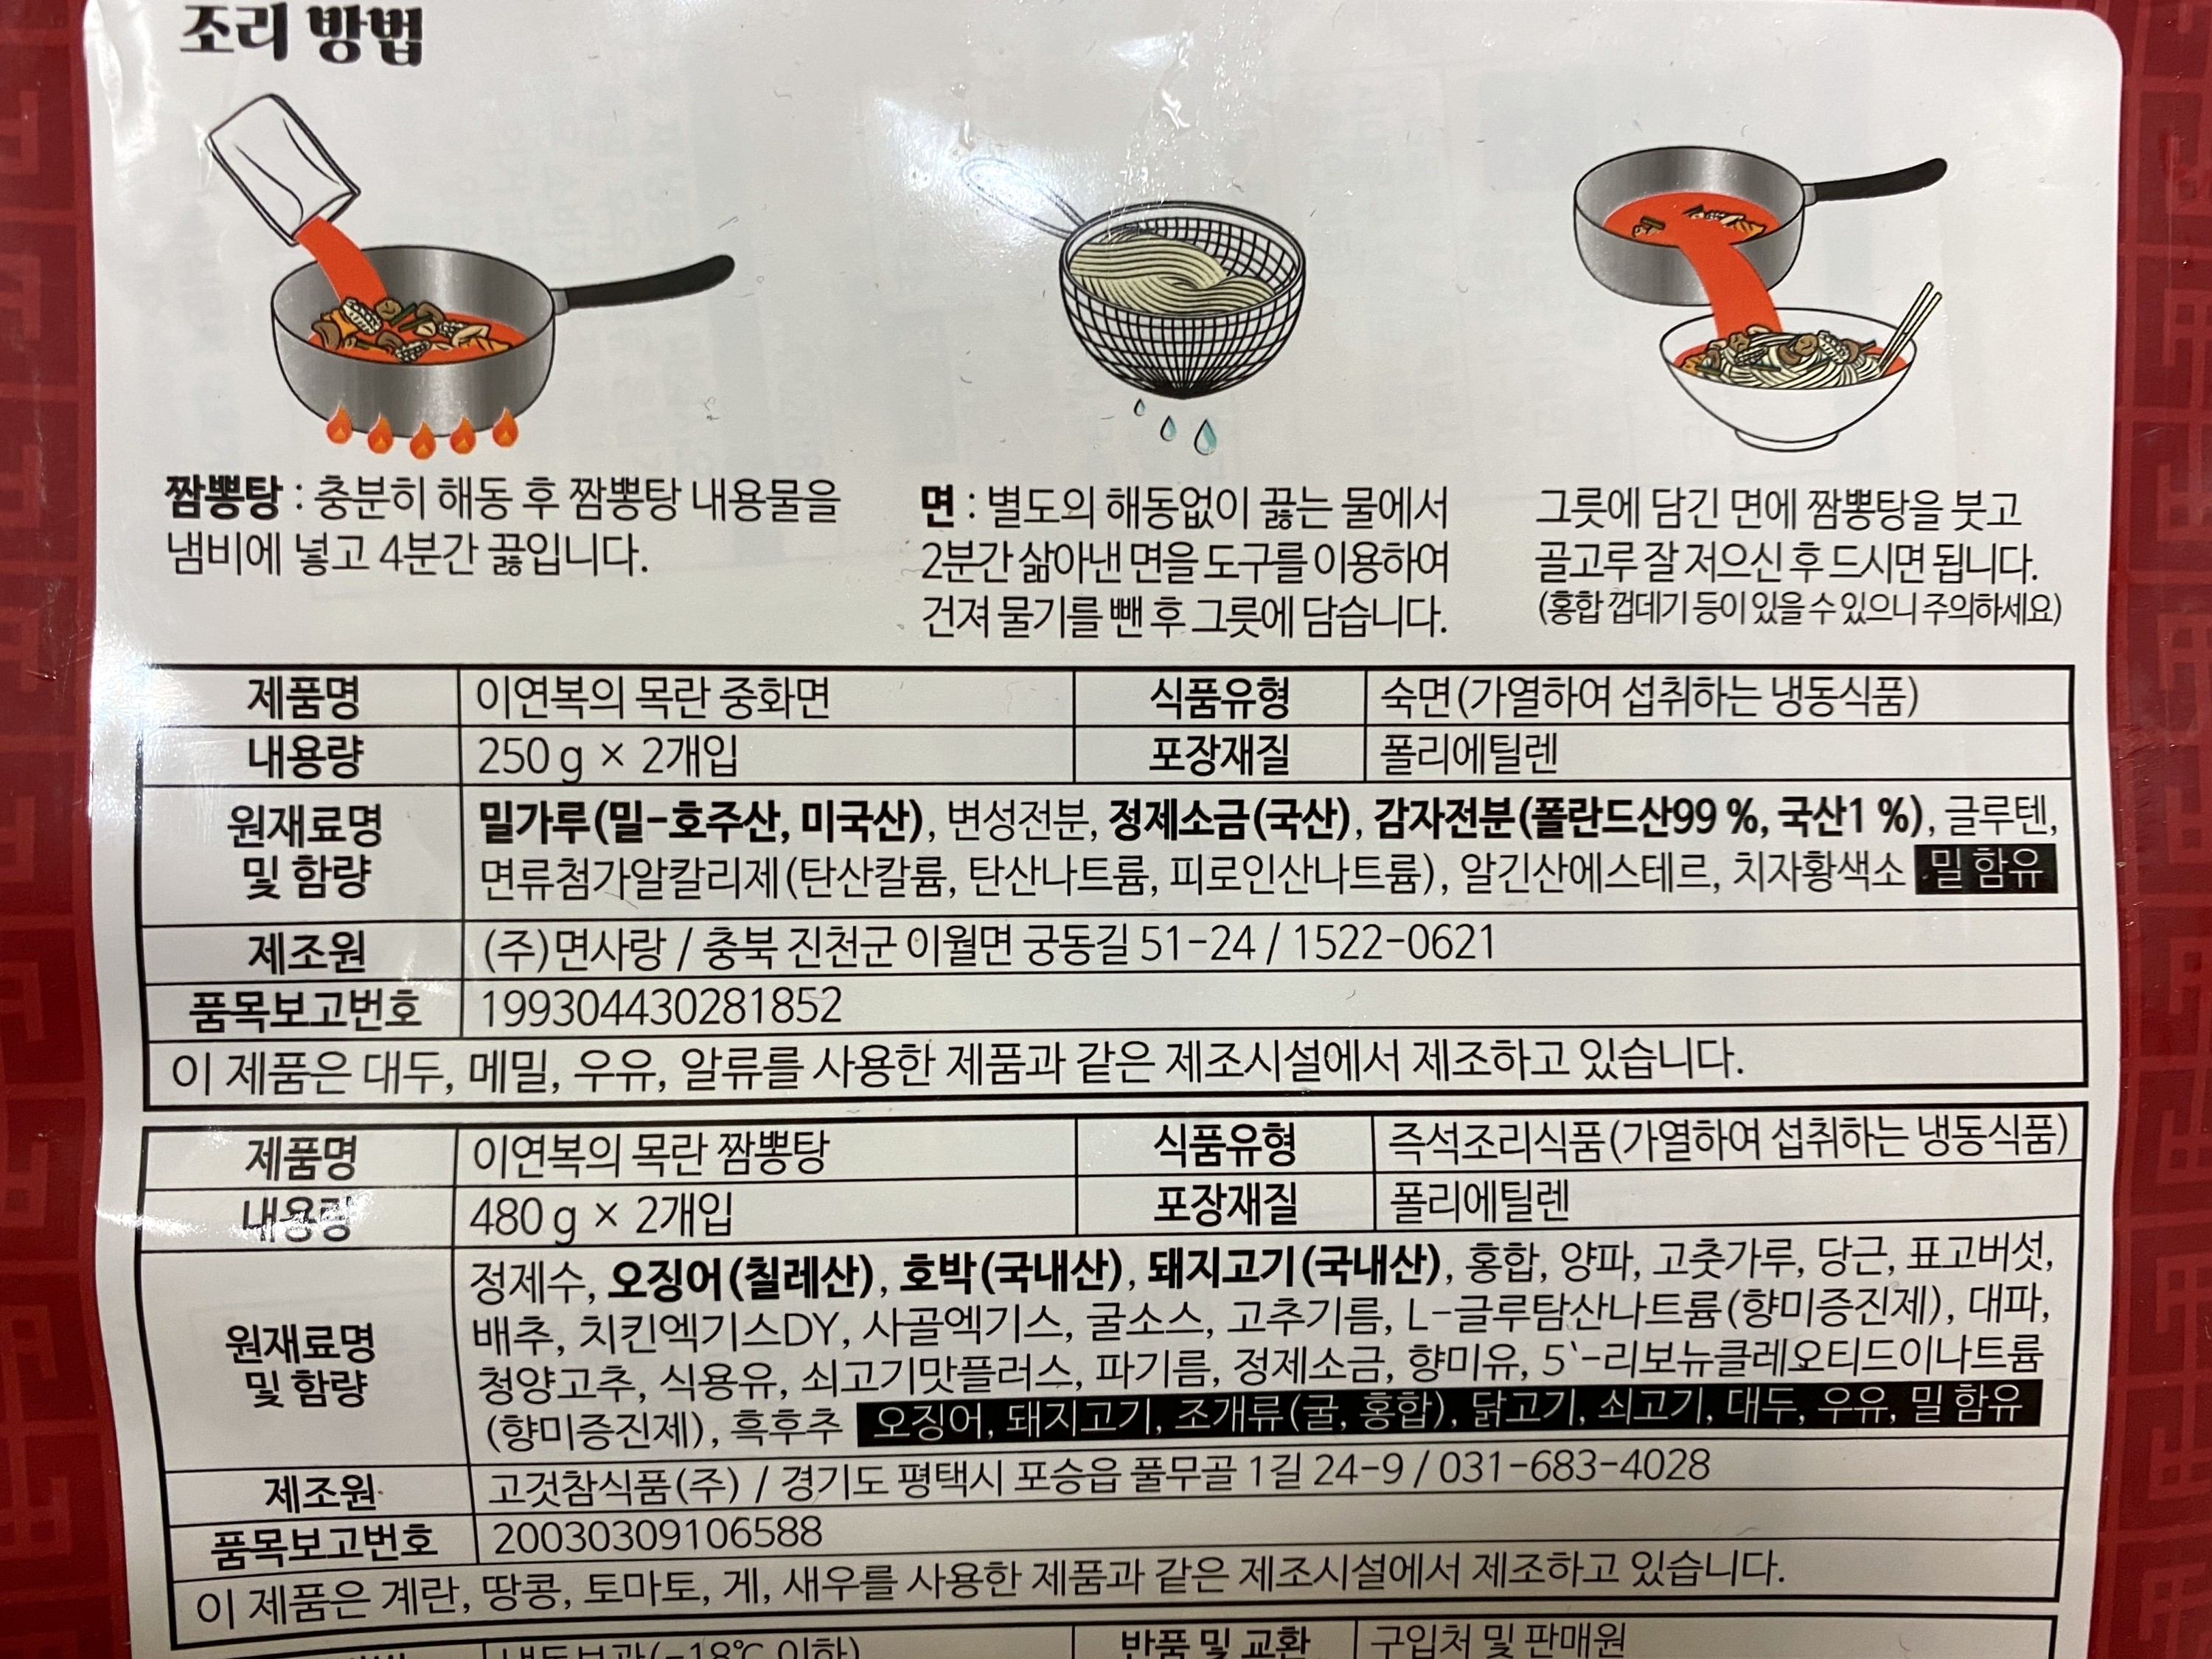 조리 방법
짬뽕탕 : 충분히 해동 후 짬뽕탕 내용물을
냄비에 넣고 4분간 끓입니다.
면 : 별도의 해동없이 끓는 물에서
2분간 삶아낸 면을 도구를 이용하여
건져 물기를 뺀 후 그릇에 담습니다.
그릇에 담긴 면에 짬뽕탕을 붓고
골고루 잘 저으신 후 드시면 됩니다.
(홍합 껍데기 등이 있을 수 있으니 주의하세요)
제품명 이연복의 목란 중화면 식품유형 숙면(가열하여 섭취하는 냉동식품)
내용량 250 g × 2개입 포장재질 폴리에틸렌
원재료명
및 함량
밀가루(밀-호주산, 미국산), 변성전분, 정제소금(국산), 감자전분(폴란드산99 %, 국산1 %), 글루텐,
면류첨가알칼리제(탄산칼륨, 탄산나트륨, 피로인산나트륨), 알긴산에스테르, 치자황색소 밀 함유
제조원 (주)면사랑 / 충북 진천군 이월면 궁동길 51-24 / 1522-0621
품목보고번호 199304430281852
이 제품은 대두, 메밀, 우유, 알류를 사용한 제품과 같은 제조시설에서 제조하고 있습니다.
제품명 이연복의 목란 짬뽕탕 식품유형 즉석조리식품(가열하여 섭취하는 냉동식품)
내용량 480 g × 2개입 포장재질 폴리에틸렌
원재료명
및 함량
정제수, 오징어(칠레산), 호박(국내산), 돼지고기(국내산), 홍합, 양파, 고춧가루, 당근, 표고버섯,
배추, 치킨엑기스DY, 사골엑기스, 굴소스, 고추기름, L-글루탐산나트륨(향미증진제), 대파,
청양고추, 식용유, 쇠고기맛플러스, 파기름, 정제소금, 향미유, 5`-리보뉴클레오티드이나트륨
(향미증진제), 흑후추 오징어, 돼지고기, 조개류(굴, 홍합), 닭고기, 쇠고기, 대두, 우유, 밀 함유
제조원 고것참식품(주) / 경기도 평택시 포승읍 풀무골 1길 24-9 / 031-683-4028
품목보고번호 20030309106588
이 제품은 계란, 땅콩, 토마토, 게, 새우를 사용한 제품과 같은 제조시설에서 제조하고 있습니다.
냉동보관(-18℃ 이하) 반품 및 교환 구입처 및 판매원